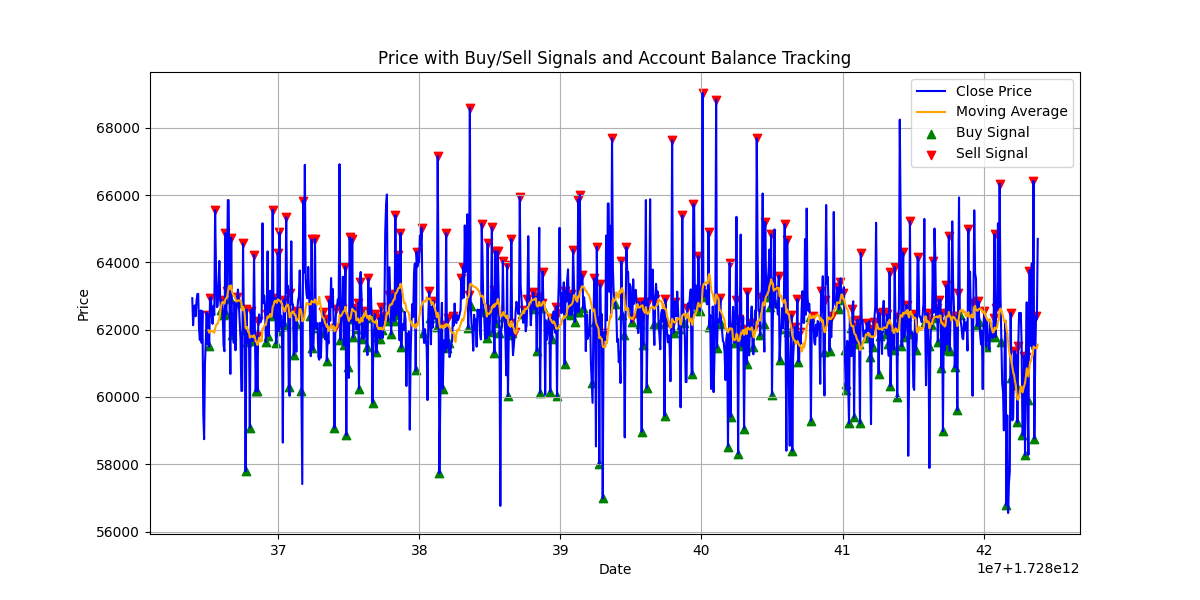 Price with Buy/Sell Signals and Account Balance Tracking
Close Price
Moving Average
Buy Signal
Sell Signal
Price
68000
66000
64000
62000
60000
58000
56000
37 38 39 40 41 42
1e7+1.728e12
Date